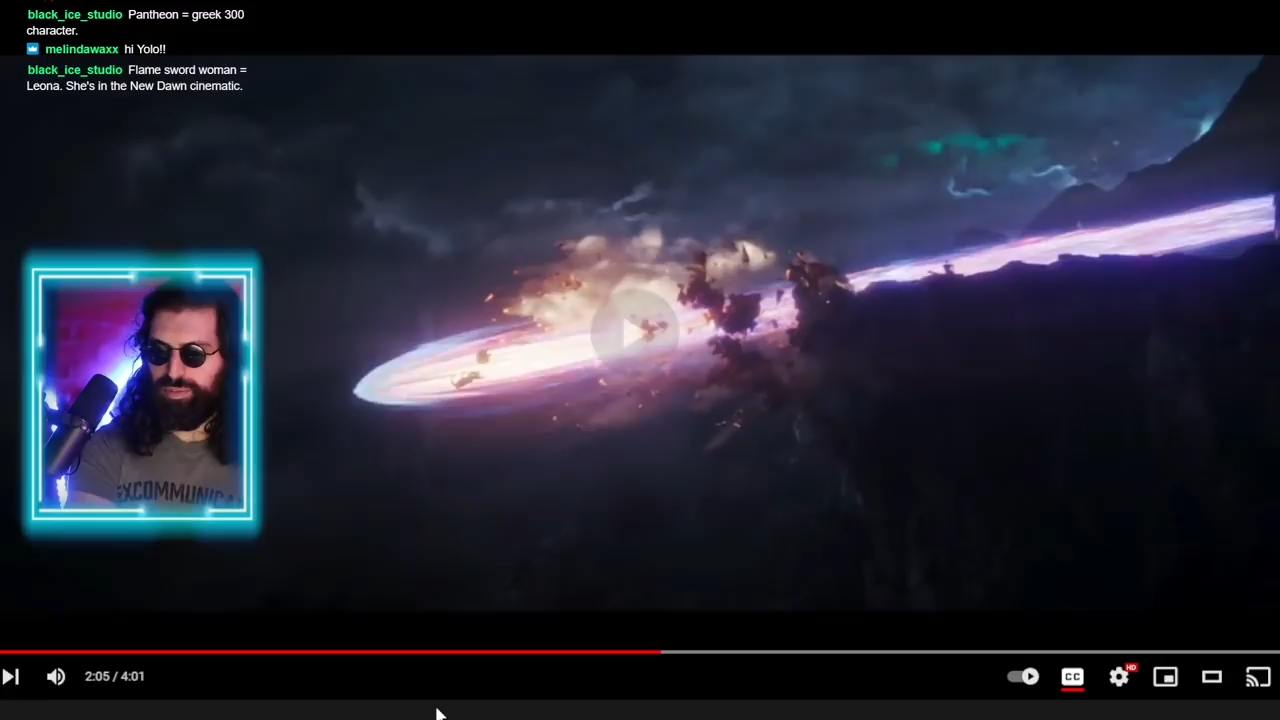 black_ice_studio Pantheon = greek 300
character.
melindawaxx hi Yolo!!
black_ice_studio Flame sword woman =
Leona. She's in the New Dawn cinematic.
EXCOMMUNICA
2:05 / 4:01
CC
HD